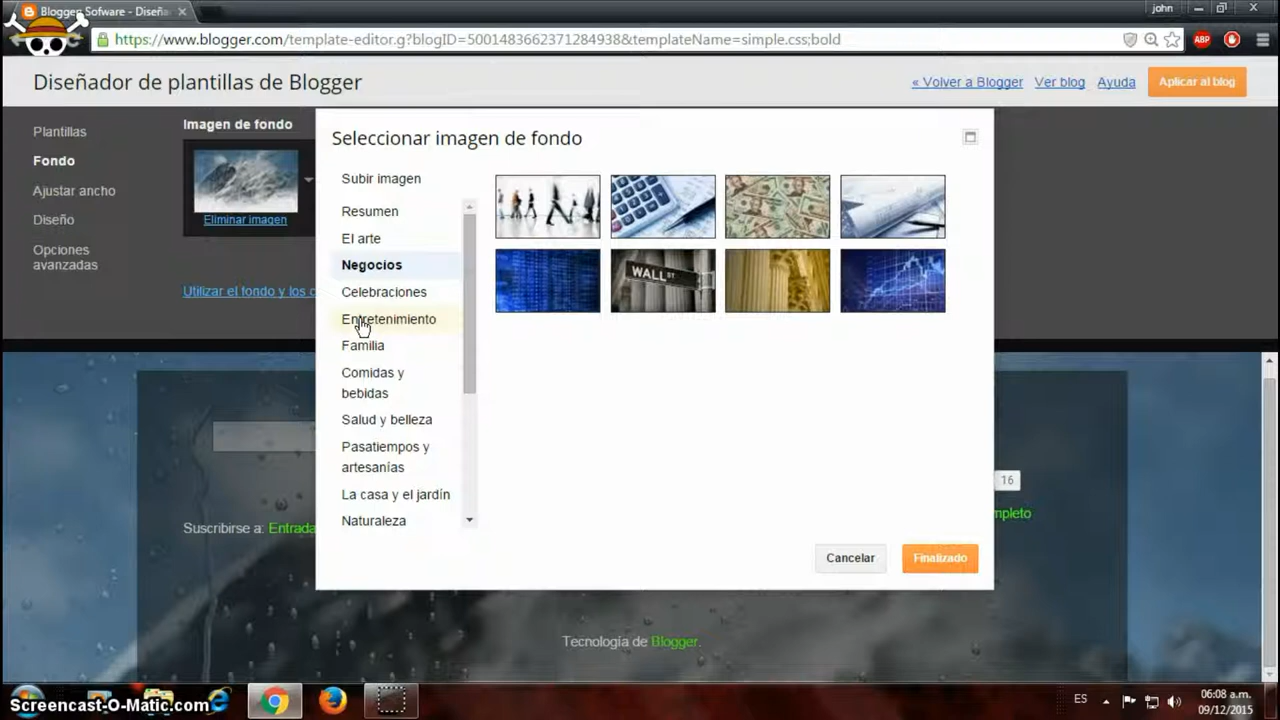 Blogger Sofware - Diseña
john
https://www.blogger.com/template-editor.g?blogID=5001483662371284938&templateName=simple.css;bold
ABP
Diseñador de plantillas de Blogger
« Volver a Blogger
Ver blog
Ayuda
Aplicar al blog
Plantillas
Fondo
Ajustar ancho
Diseño
Opciones
avanzadas
Imagen de fondo
Eliminar imagen
Utilizar el fondo y los c
Seleccionar imagen de fondo
Subir imagen
Resumen
El arte
Negocios
Celebraciones
Entretenimiento
Familia
Comidas y
bebidas
Salud y belleza
Pasatiempos y
artesanías
La casa y el jardín
Naturaleza
WALL ST
Cancelar
Finalizado
16
Suscribirse a: Entrada
mpleto
Tecnología de Blogger.
Screencast-O-Matic.com
ES
06:08 a.m.
09/12/2015